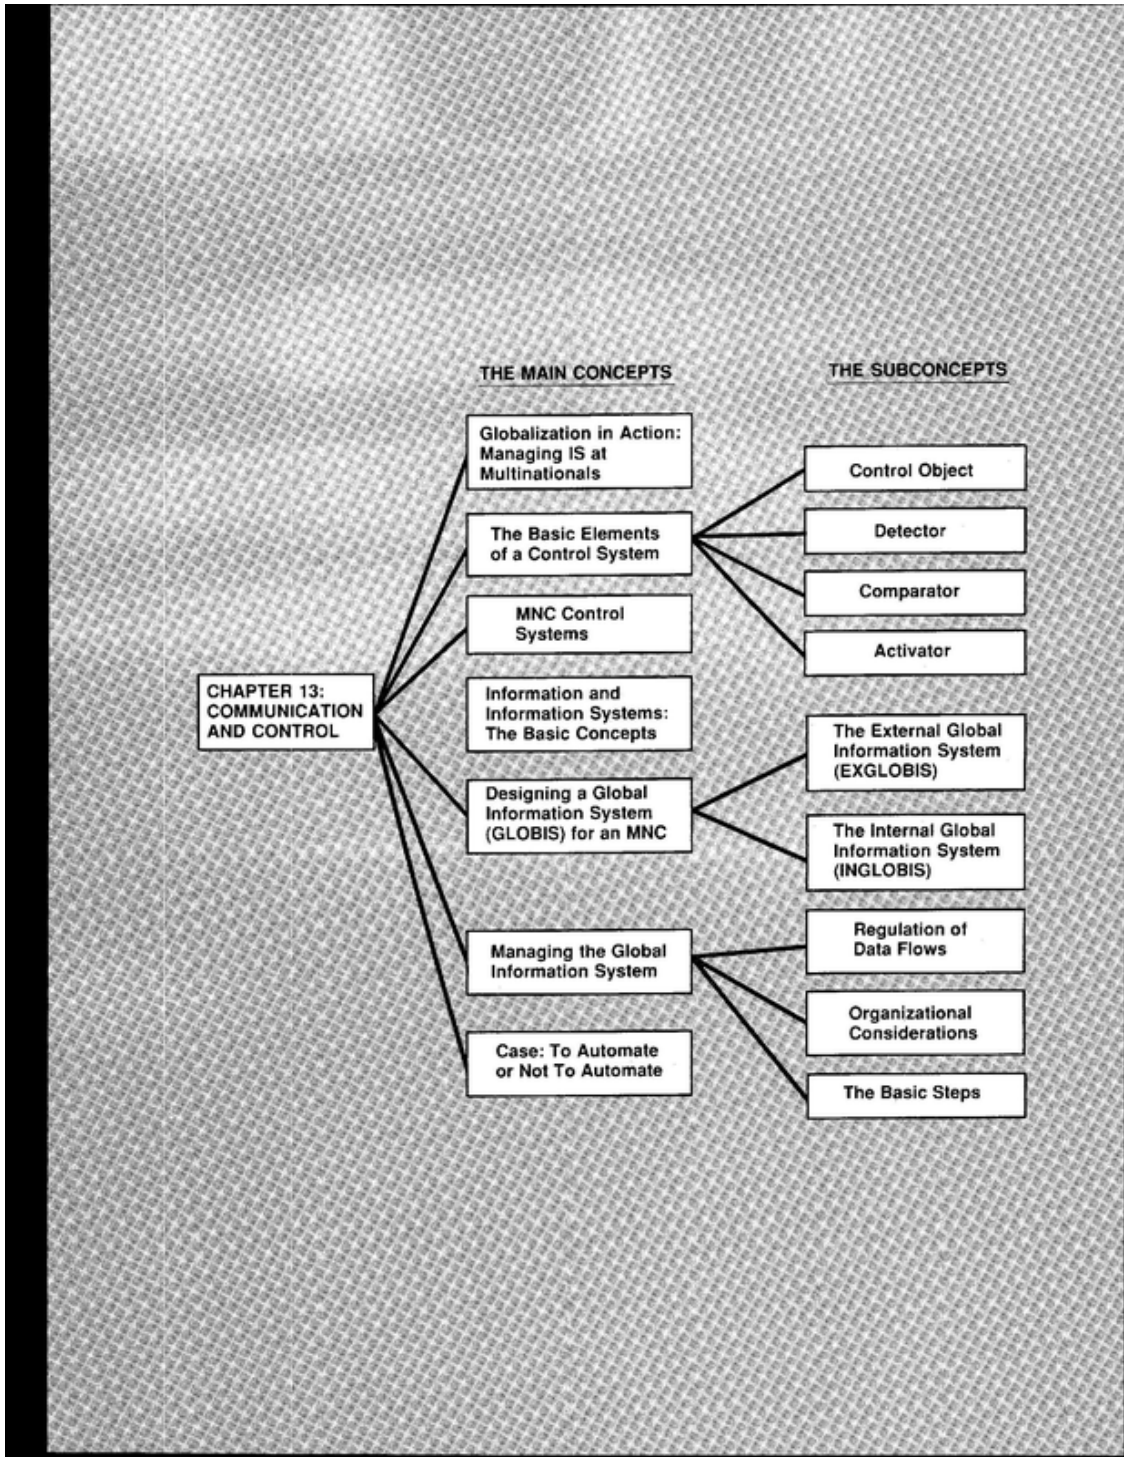 THE MAIN CONCEPTS
THE SUBCONCEPTS
CHAPTER 13:
COMMUNICATION
AND CONTROL
Globalization in Action:
Managing IS at
Multinationals
The Basic Elements
of a Control System
Control Object
Detector
Comparator
Activator
MNC Control
Systems
Information and
Information Systems:
The Basic Concepts
Designing a Global
Information System
(GLOBIS) for an MNC
The External Global
Information System
(EXGLOBIS)
The Internal Global
Information System
(INGLOBIS)
Managing the Global
Information System
Regulation of
Data Flows
Organizational
Considerations
The Basic Steps
Case: To Automate
or Not To Automate